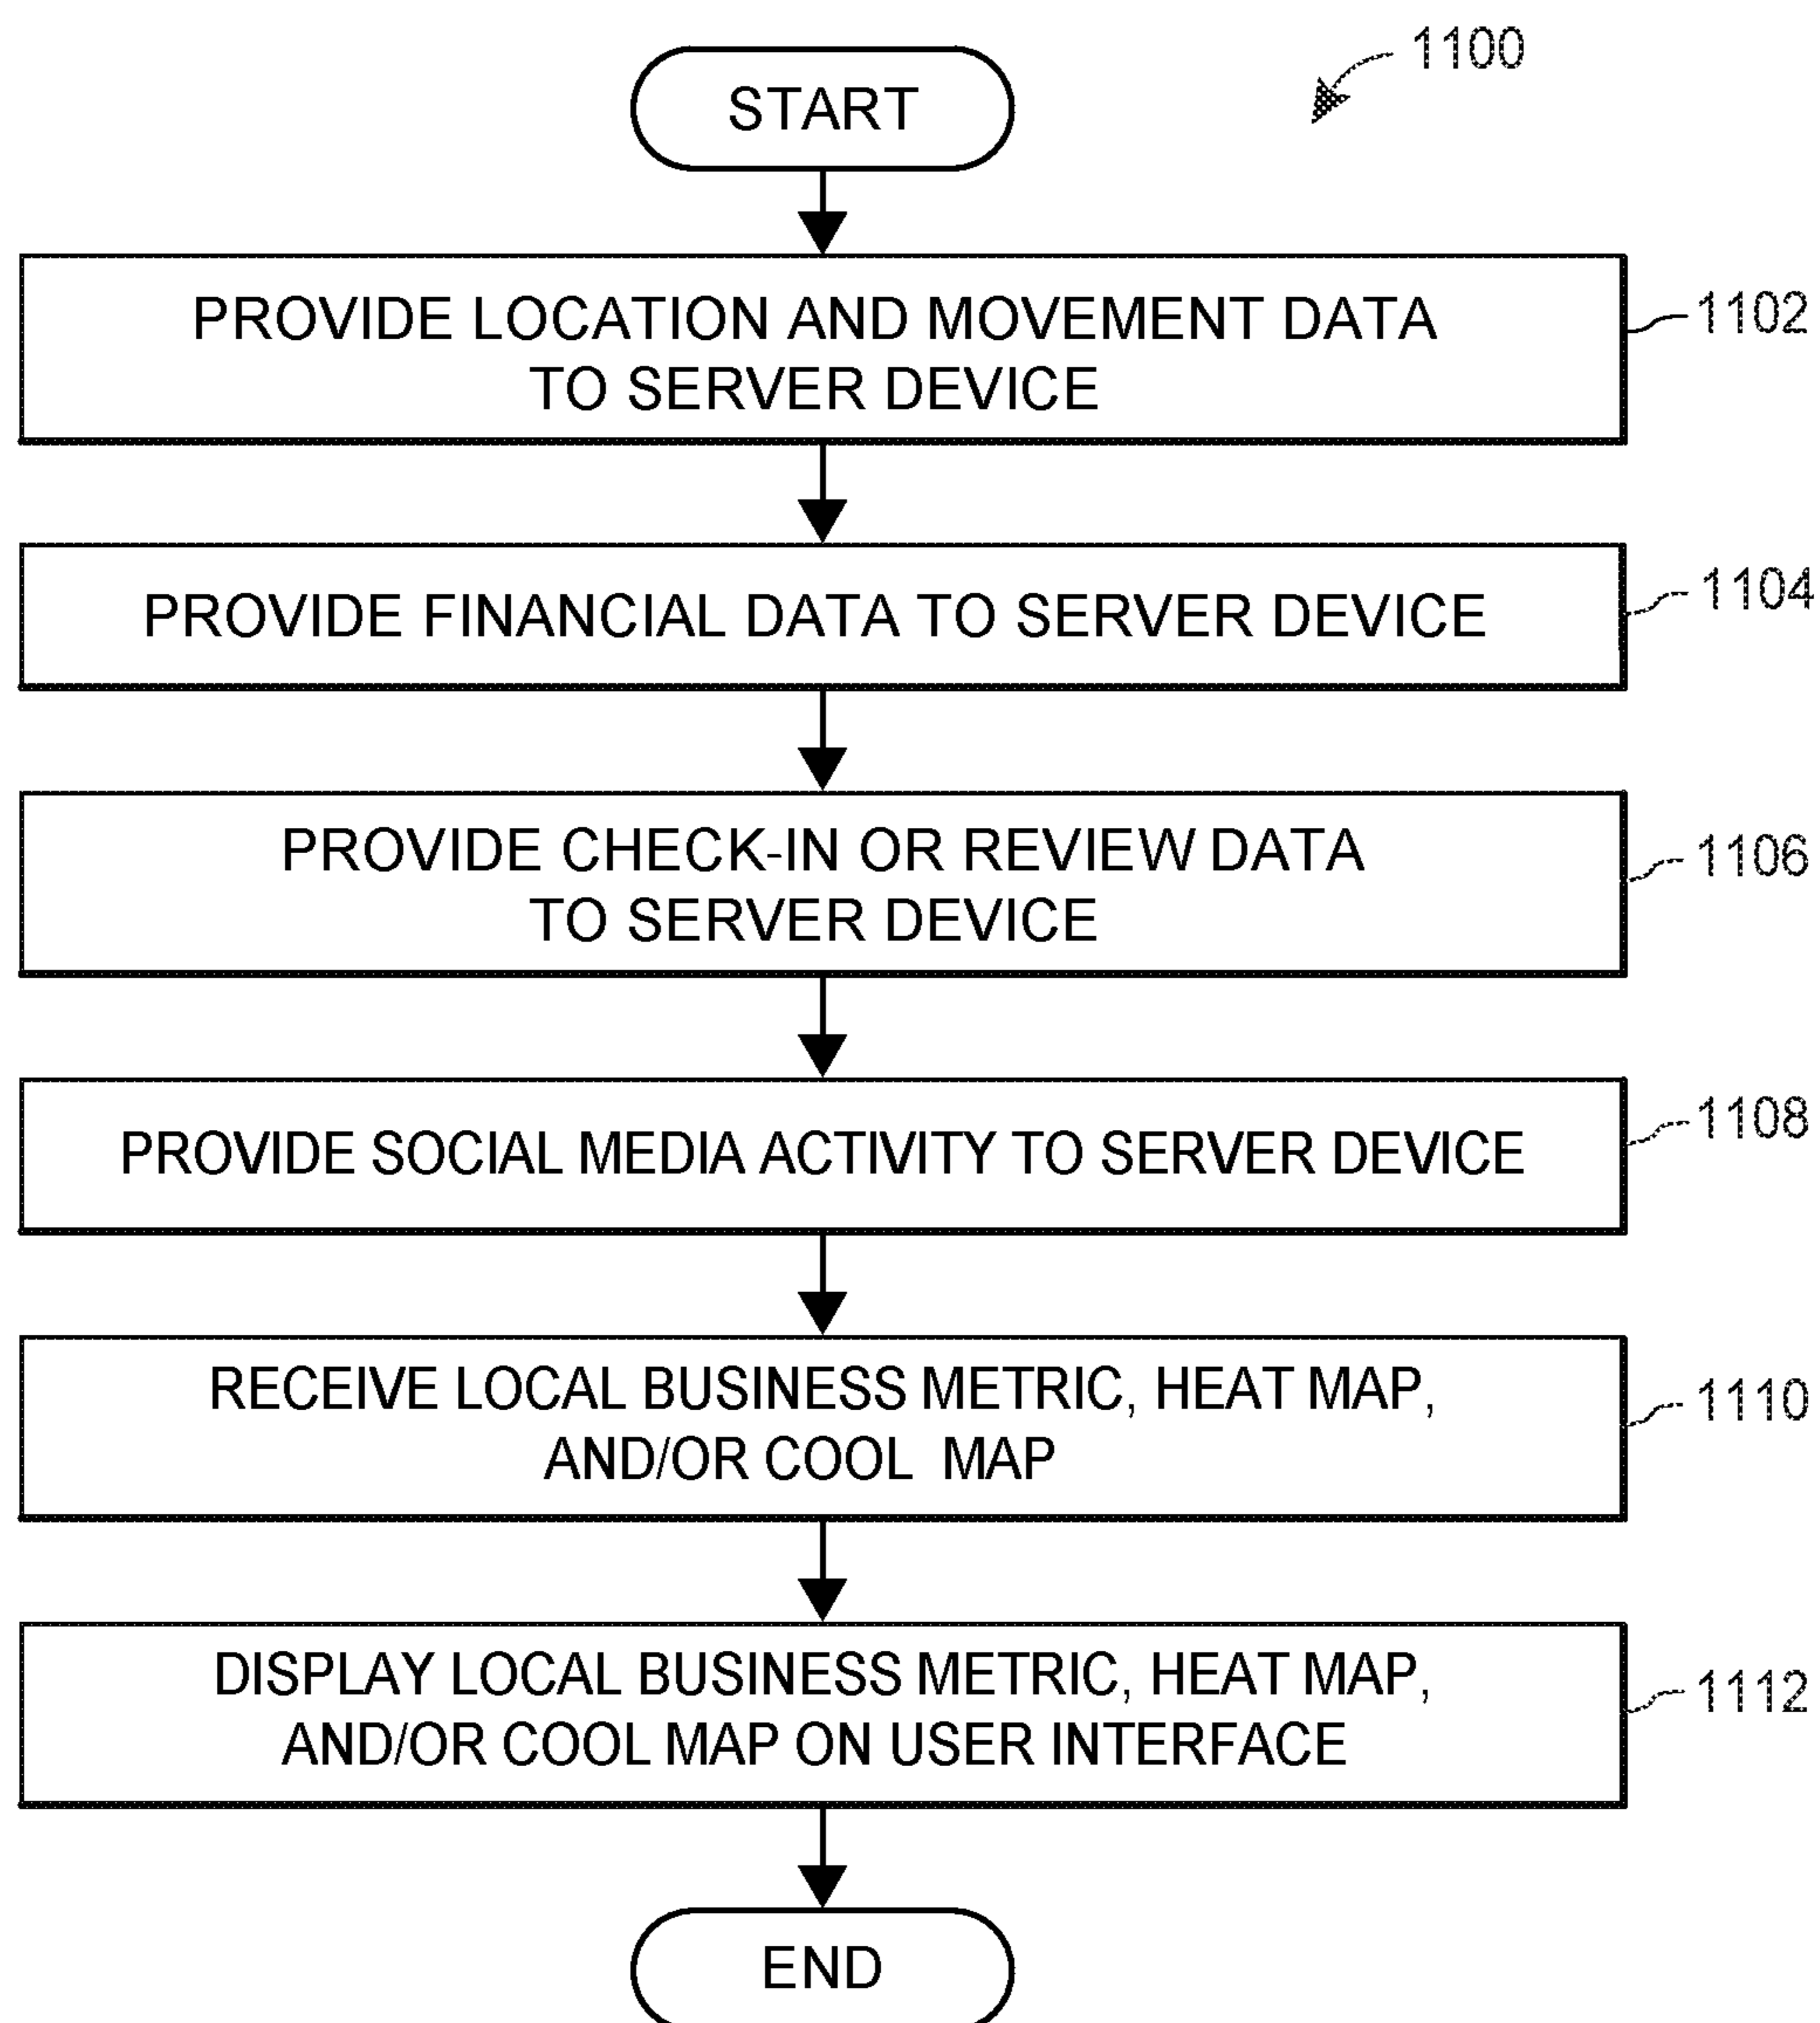 1100
START
PROVIDE LOCATION AND MOVEMENT DATA
TO SERVER DEVICE
1102
PROVIDE FINANCIAL DATA TO SERVER DEVICE
1104
PROVIDE CHECK-IN OR REVIEW DATA
TO SERVER DEVICE
1106
PROVIDE SOCIAL MEDIA ACTIVITY TO SERVER DEVICE
1108
RECEIVE LOCAL BUSINESS METRIC, HEAT MAP,
AND/OR COOL MAP
1110
DISPLAY LOCAL BUSINESS METRIC, HEAT MAP,
AND/OR COOL MAP ON USER INTERFACE
1112
END